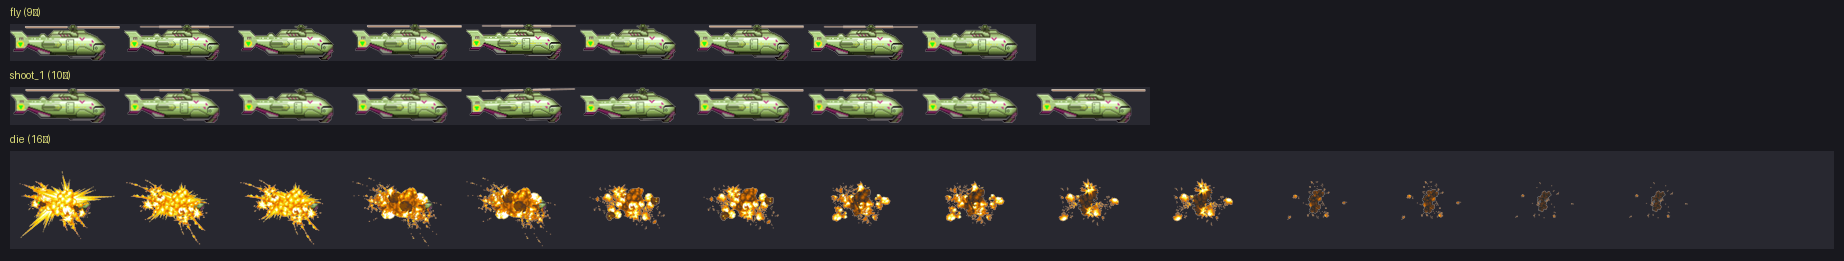 fly (9▯)
shoot_1 (10▯)
die (16▯)